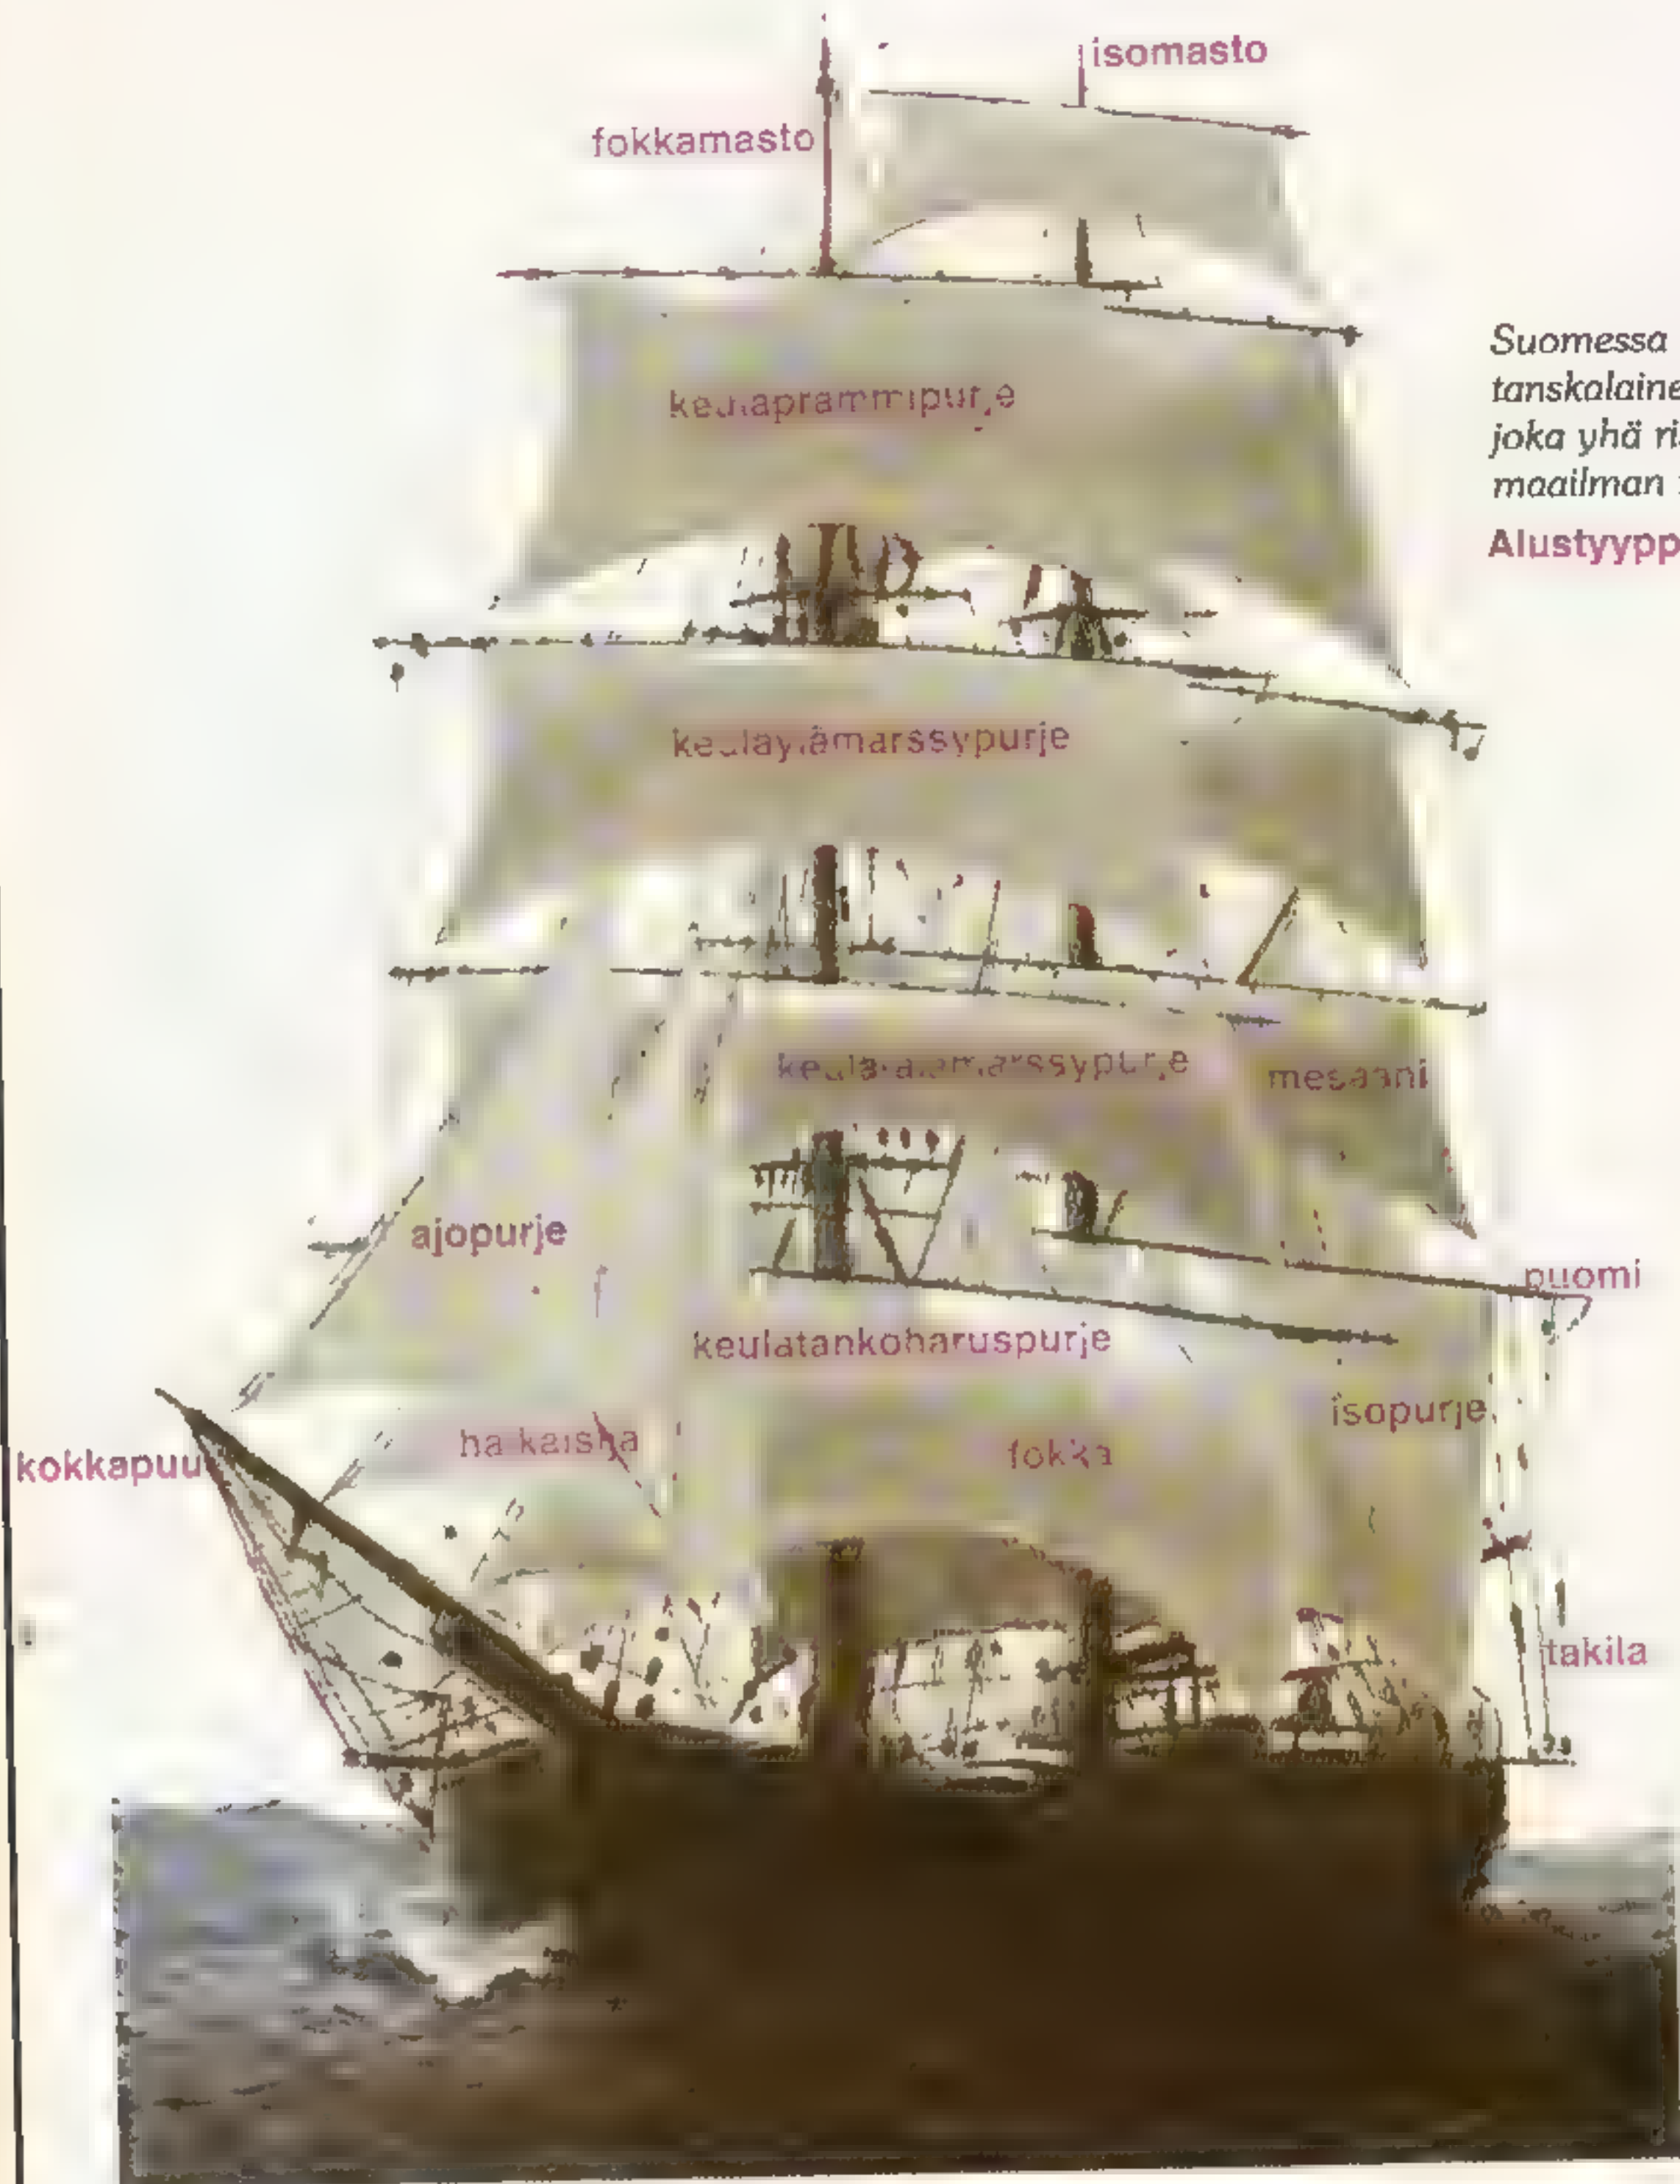 isomasto
fokkamasto
Suomessa
tanskalaine
joka yhä ri
maailman
Alustyypp
keulaprammipurje
keulaylämarssypurje
mesaani
ajopurje
puomi
keulatankoharuspurje
isopurje
fokka
kokkapuu
takila